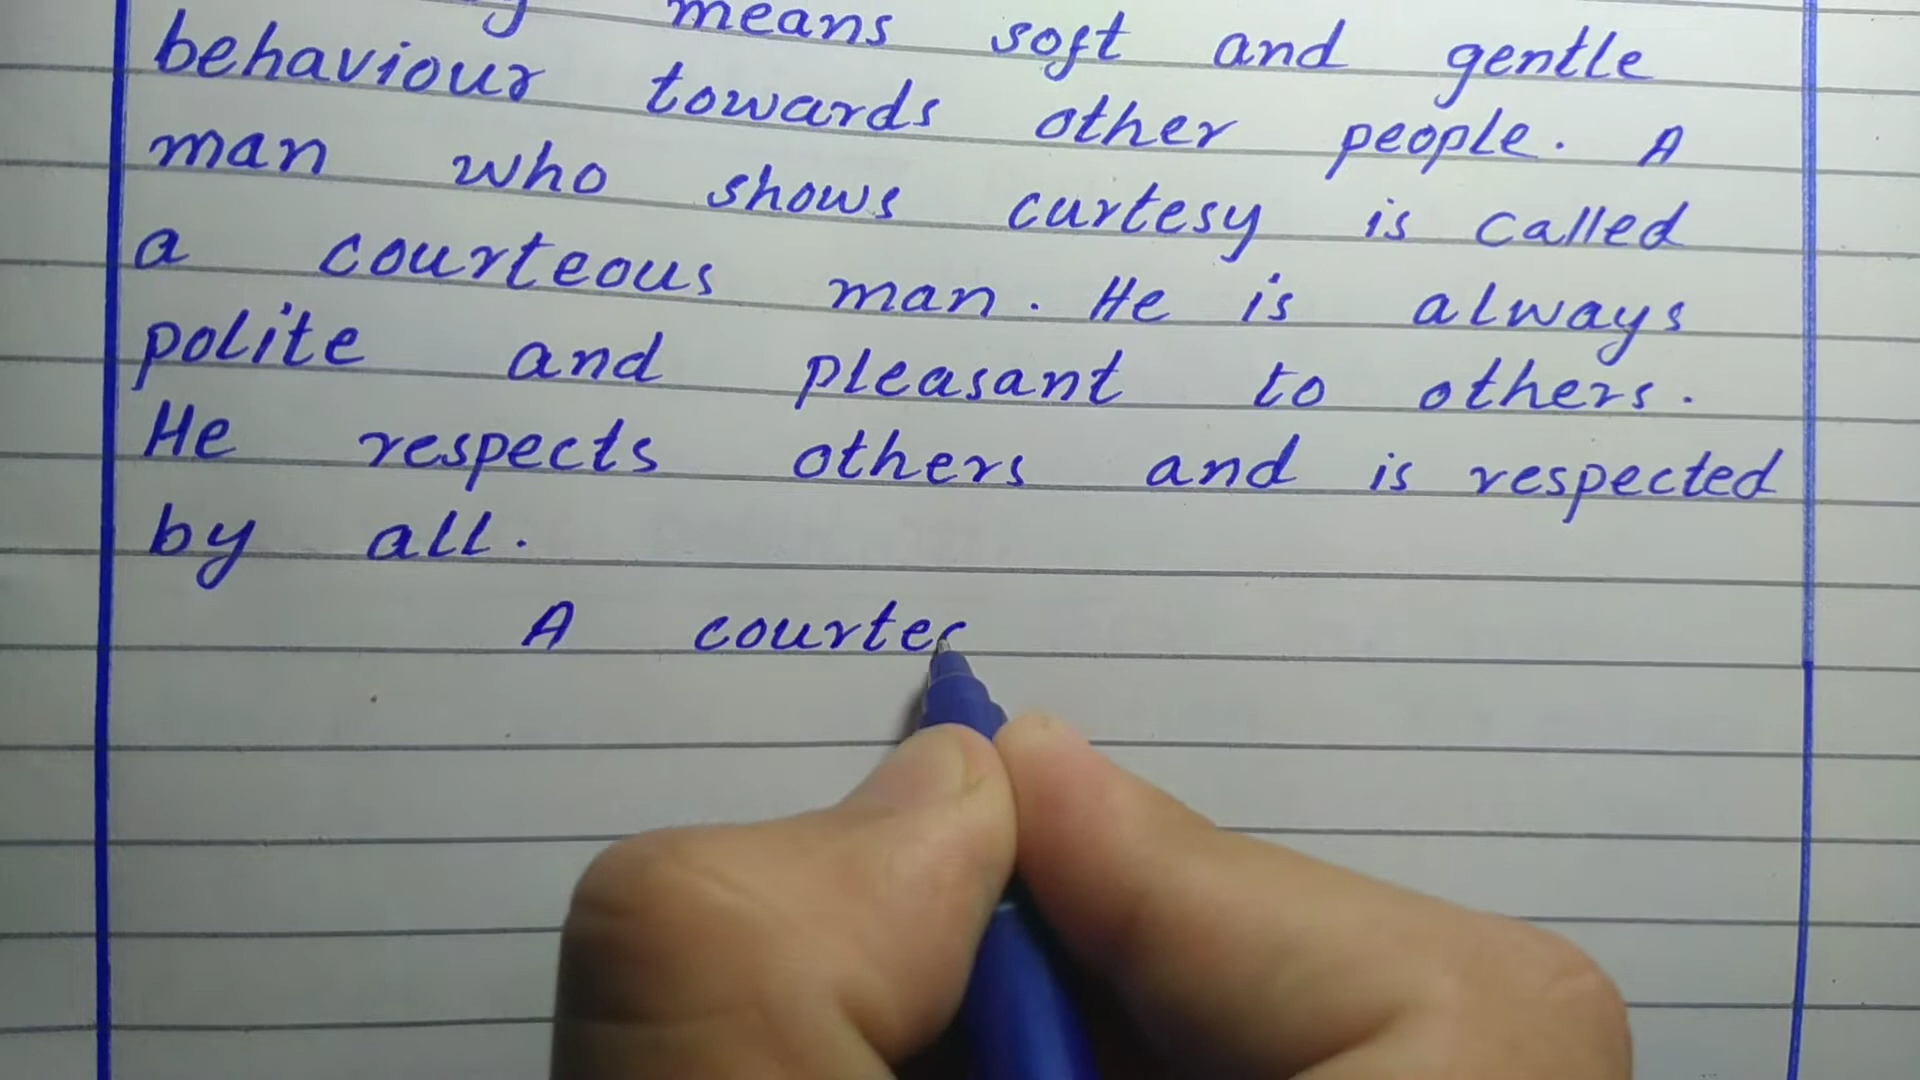 means soft and gentle
behaviour towards other people. A
man who shows curtesy is called
a courteous man. He is always
polite and pleasant to others.
He respects others and is respected
by all.
A courte